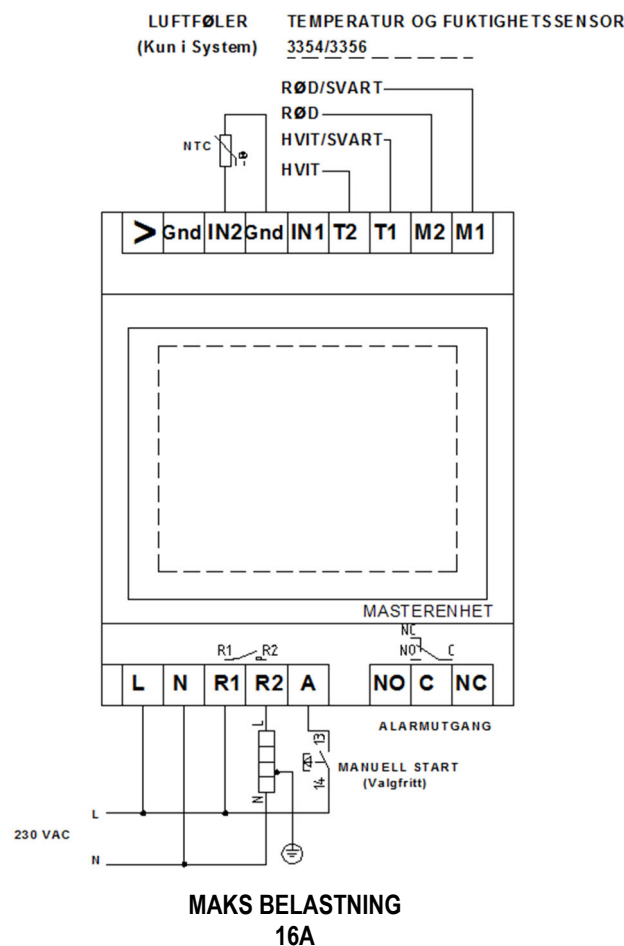 LUFTFØLER TEMPERATUR OG FUKTIGHETSSENSOR
(Kun i System) 3354/3356
RØD/SVART
RØD
NTC HVIT/SVART
HVIT
> Gnd IN2 Gnd IN1 T2 T1 M2 M1
MASTERENHET
NC
R1 R2 NO C
L N R1 R2 A NO C NC
L 13 ALARMUTGANG
MANUELL START
N 14 (Valgfritt)
L
230 VAC
N
MAKS BELASTNING
16A